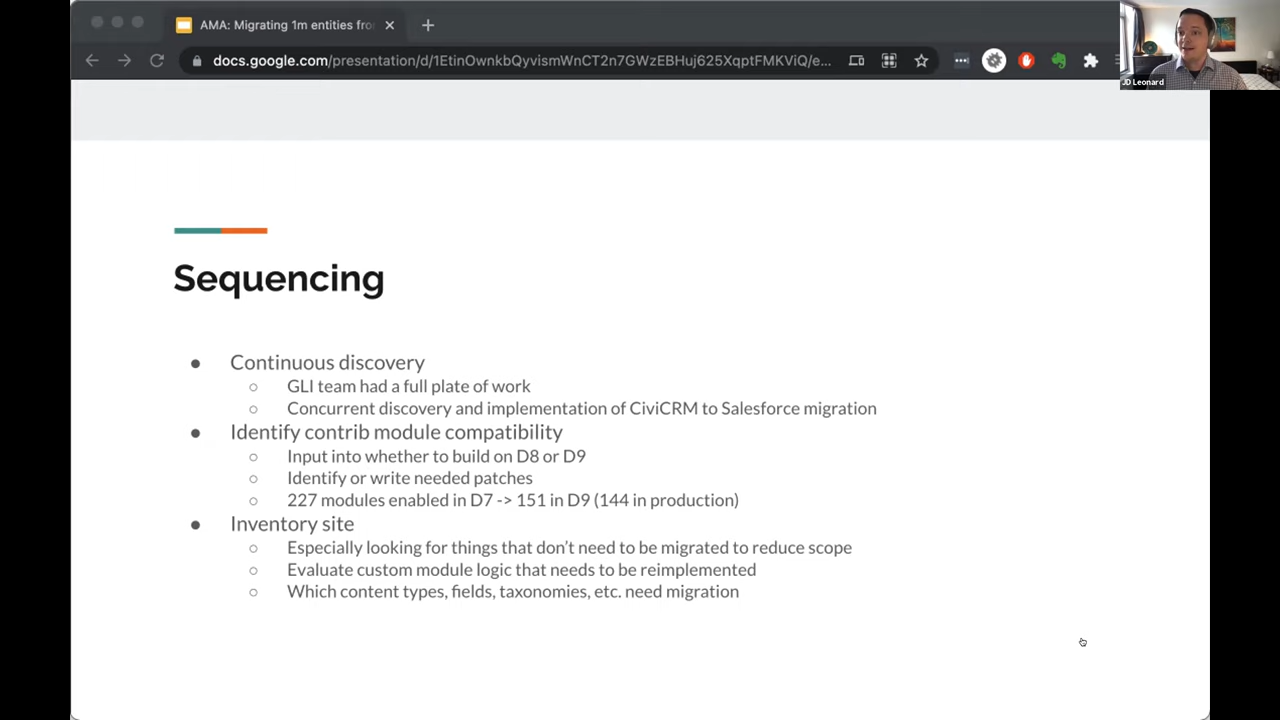 AMA: Migrating 1m entities fro
docs.google.com/presentation/d/1EtinOwnkbQyvismWnCT2n7GWzEBHuj625XqptFMKViQ/e...
JD Leonard
Sequencing
● Continuous discovery
○ GLI team had a full plate of work
○ Concurrent discovery and implementation of CiviCRM to Salesforce migration
● Identify contrib module compatibility
○ Input into whether to build on D8 or D9
○ Identify or write needed patches
○ 227 modules enabled in D7 -> 151 in D9 (144 in production)
● Inventory site
○ Especially looking for things that don't need to be migrated to reduce scope
○ Evaluate custom module logic that needs to be reimplemented
○ Which content types, fields, taxonomies, etc. need migration